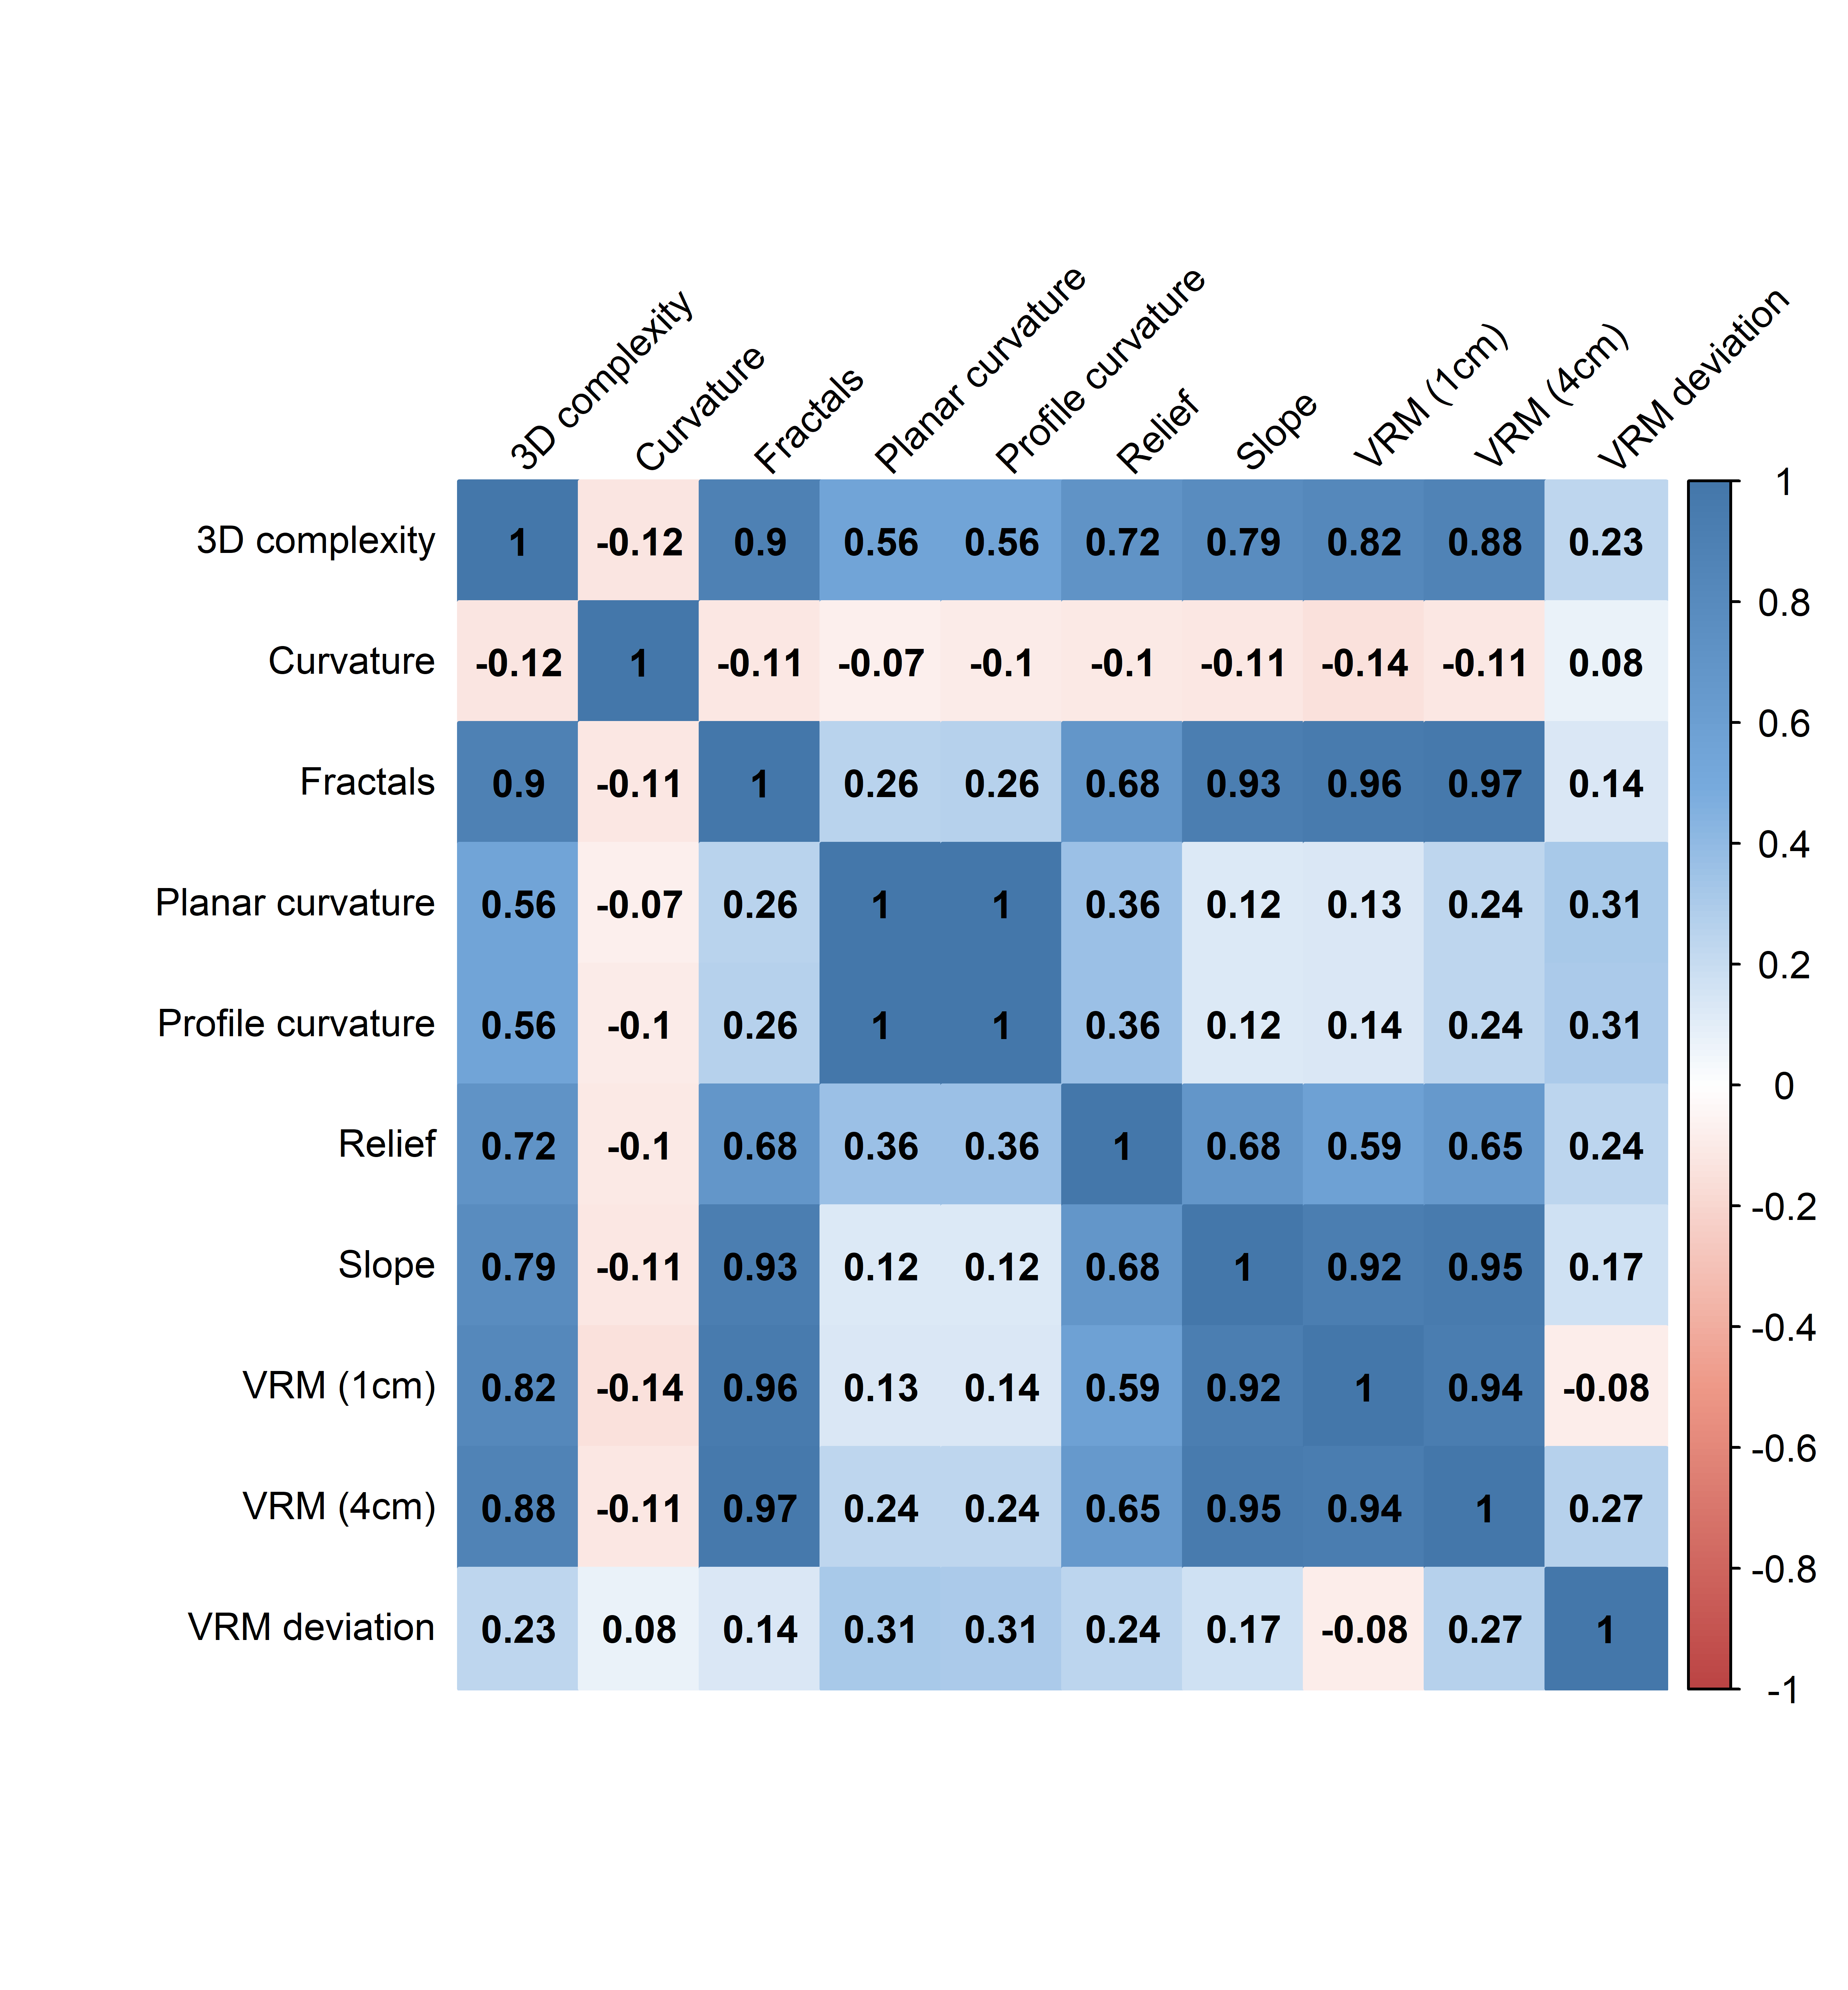 3D complexity
Curvature
Fractals
Planar curvature
Profile curvature
Relief
Slope
VRM (1cm)
VRM (4cm)
VRM deviation
3D complexity 1 -0.12 0.9 0.56 0.56 0.72 0.79 0.82 0.88 0.23
Curvature -0.12 1 -0.11 -0.07 -0.1 -0.1 -0.11 -0.14 -0.11 0.08
Fractals 0.9 -0.11 1 0.26 0.26 0.68 0.93 0.96 0.97 0.14
Planar curvature 0.56 -0.07 0.26 1 1 0.36 0.12 0.13 0.24 0.31
Profile curvature 0.56 -0.1 0.26 1 1 0.36 0.12 0.14 0.24 0.31
Relief 0.72 -0.1 0.68 0.36 0.36 1 0.68 0.59 0.65 0.24
Slope 0.79 -0.11 0.93 0.12 0.12 0.68 1 0.92 0.95 0.17
VRM (1cm) 0.82 -0.14 0.96 0.13 0.14 0.59 0.92 1 0.94 -0.08
VRM (4cm) 0.88 -0.11 0.97 0.24 0.24 0.65 0.95 0.94 1 0.27
VRM deviation 0.23 0.08 0.14 0.31 0.31 0.24 0.17 -0.08 0.27 1
1
0.8
0.6
0.4
0.2
0
-0.2
-0.4
-0.6
-0.8
-1